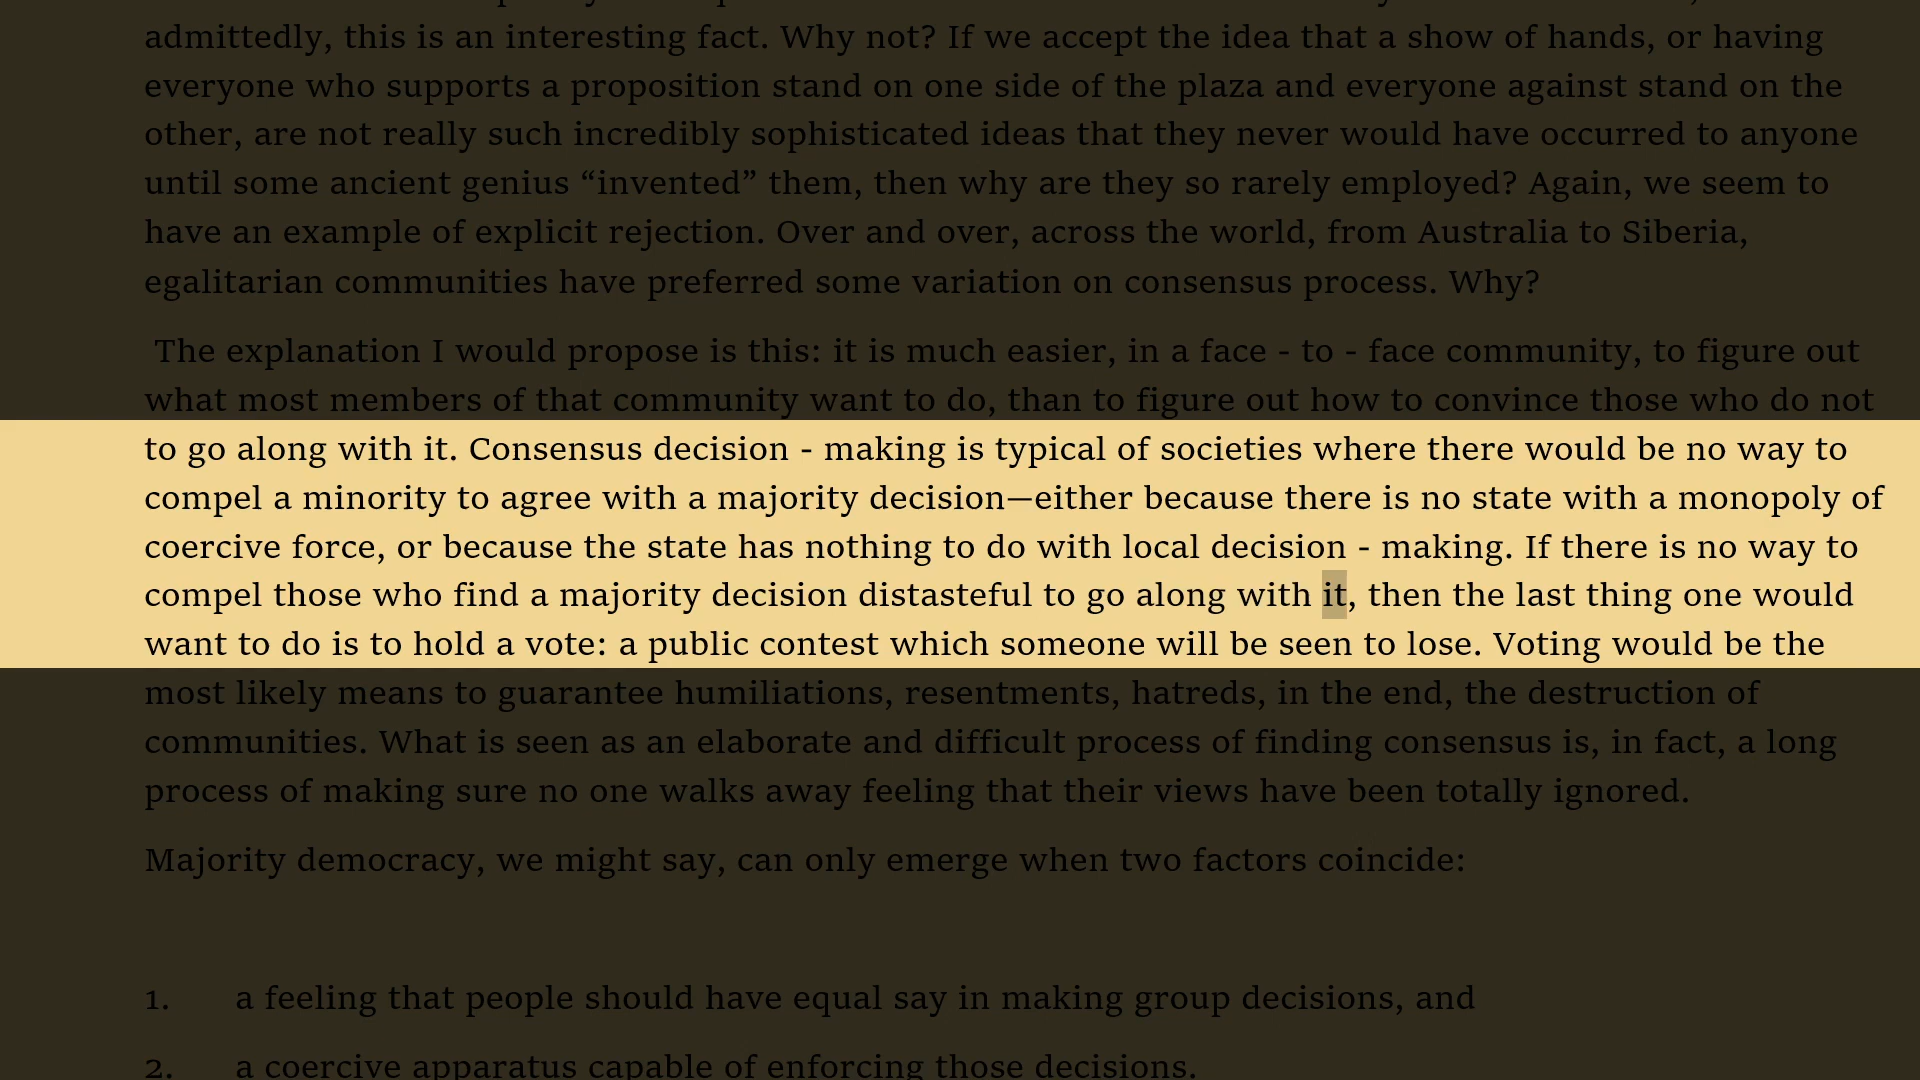 admittedly, this is an interesting fact. Why not? If we accept the idea that a show of hands, or having
everyone who supports a proposition stand on one side of the plaza and everyone against stand on the
other, are not really such incredibly sophisticated ideas that they never would have occurred to anyone
until some ancient genius “invented” them, then why are they so rarely employed? Again, we seem to
have an example of explicit rejection. Over and over, across the world, from Australia to Siberia,
egalitarian communities have preferred some variation on consensus process. Why?
The explanation I would propose is this: it is much easier, in a face - to - face community, to figure out
what most members of that community want to do, than to figure out how to convince those who do not
to go along with it. Consensus decision - making is typical of societies where there would be no way to
compel a minority to agree with a majority decision—either because there is no state with a monopoly of
coercive force, or because the state has nothing to do with local decision - making. If there is no way to
compel those who find a majority decision distasteful to go along with it, then the last thing one would
want to do is to hold a vote: a public contest which someone will be seen to lose. Voting would be the
most likely means to guarantee humiliations, resentments, hatreds, in the end, the destruction of
communities. What is seen as an elaborate and difficult process of finding consensus is, in fact, a long
process of making sure no one walks away feeling that their views have been totally ignored.
Majority democracy, we might say, can only emerge when two factors coincide:
1. a feeling that people should have equal say in making group decisions, and
2. a coercive apparatus capable of enforcing those decisions.